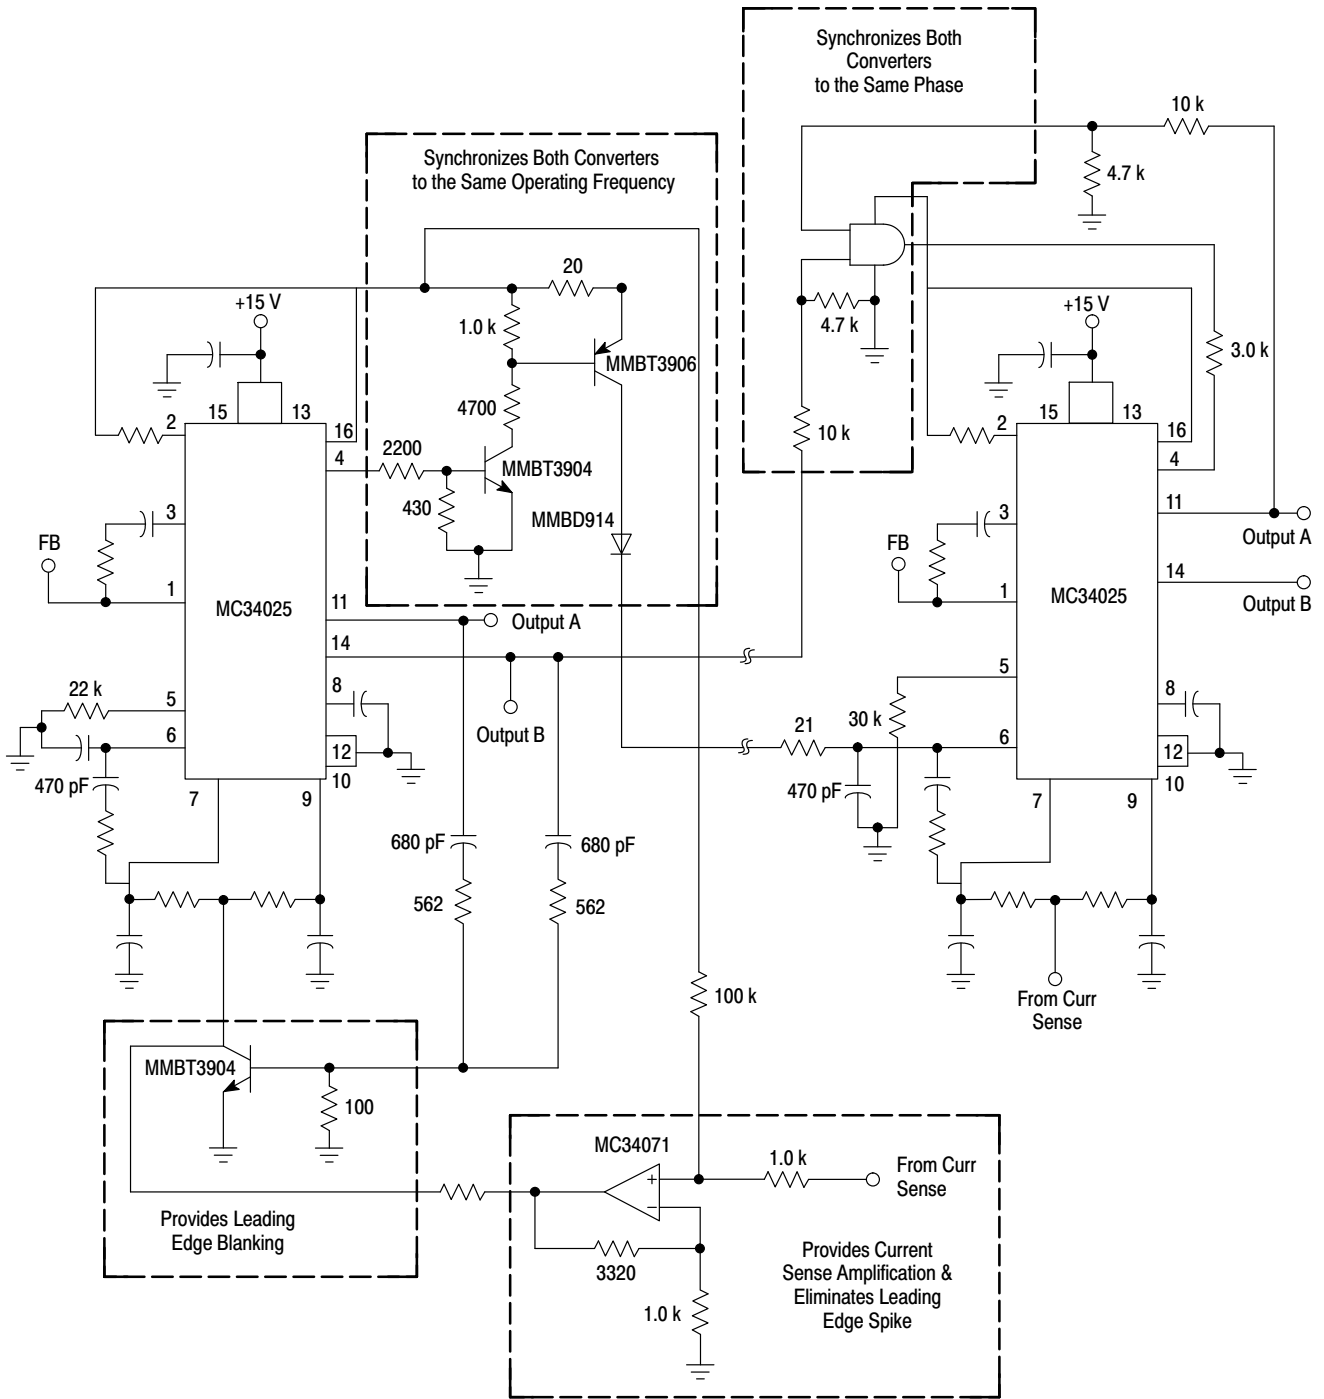 Synchronizes Both
Converters
to the Same Phase
10 k
4.7 k
Synchronizes Both Converters
to the Same Operating Frequency
20
+15 V
1.0 k
MMBT3906
4.7 k
+15 V
3.0 k
2
15
13
16
4700
10 k
2
15
13
16
4
2200
MMBT3904
4
430
MMBD914
3
FB
1
MC34025
11
Output A
14
3
FB
1
MC34025
11
Output A
14
Output B
8
22 k
5
6
Output B
12
10
470 pF
7
9
5
30 k
21
6
8
12
10
470 pF
7
9
680 pF
680 pF
562
562
100 k
From Curr
Sense
MMBT3904
100
MC34071
+
−
1.0 k
From Curr
Sense
Provides Leading
Edge Blanking
3320
1.0 k
Provides Current
Sense Amplification &
Eliminates Leading
Edge Spike